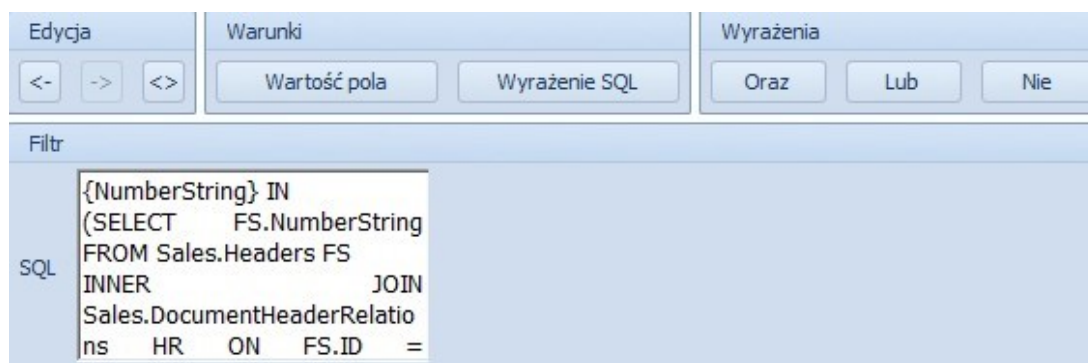 Edycja Warunki Wyrażenia
<- -> <> Wartość pola Wyrażenie SQL Oraz Lub Nie
Filtr
SQL
{NumberString} IN
(SELECT FS.NumberString
FROM Sales.Headers FS
INNER JOIN
Sales.DocumentHeaderRelatio
ns HR ON FS.ID =